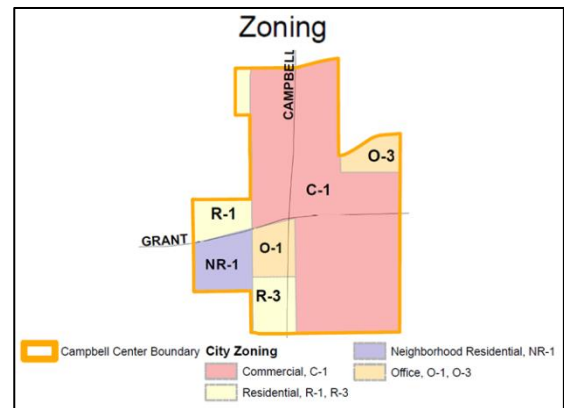 Zoning
CAMPBELL
O-3
C-1
R-1
GRANT
O-1
NR-1
R-3
Campbell Center Boundary
City Zoning
Commercial, C-1
Residential, R-1, R-3
Neighborhood Residential, NR-1
Office, O-1, O-3